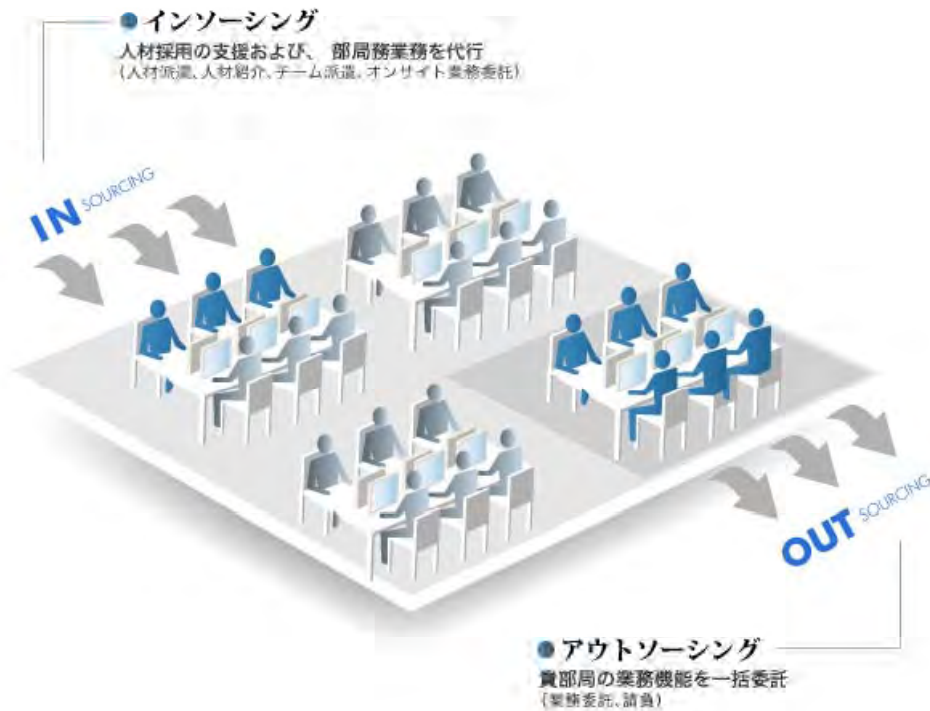 インソーシング
人材採用の支援および、 部局務業務を代行
(人材派遣、人材紹介、チーム派遣、オンサイト業務委託)
IN SOURCING
OUT SOURCING
アウトソーシング
貴部局の業務機能を一括委託
(業務委託、請負)